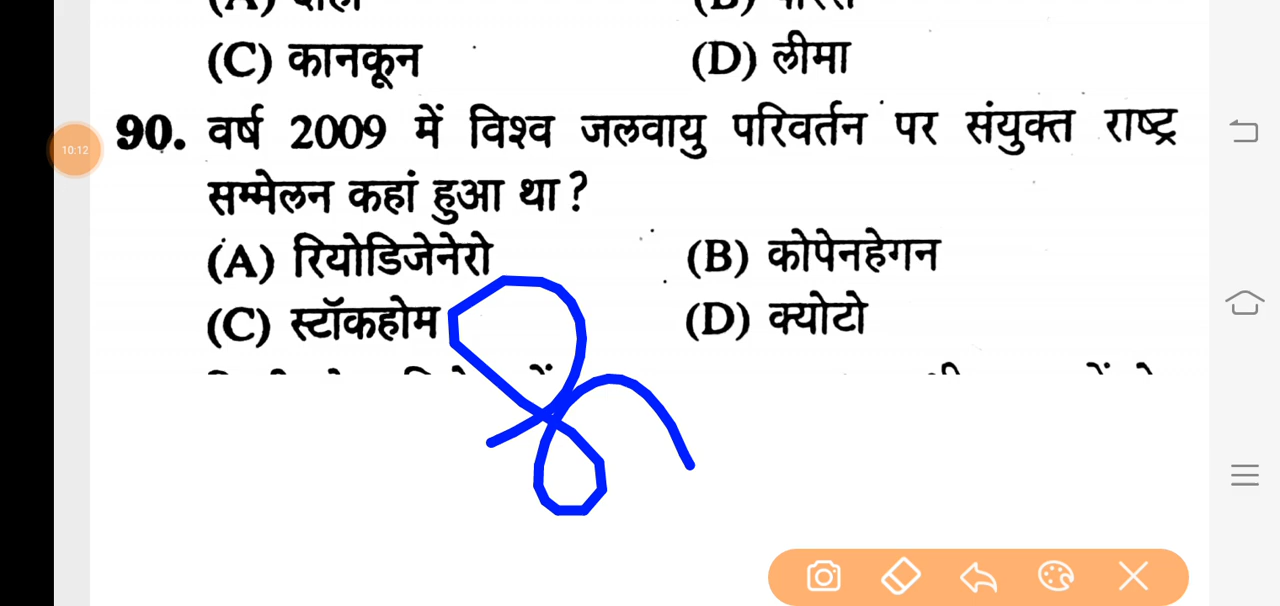 (C) कानकून (D) लीमा
90. वर्ष 2009 में विश्व जलवायु परिवर्तन पर संयुक्त राष्ट्र
सम्मेलन कहां हुआ था?
(A) रियोडिजेनेरो (B) कोपेनहेगन
(C) स्टॉकहोम (D) क्योटो
10:12